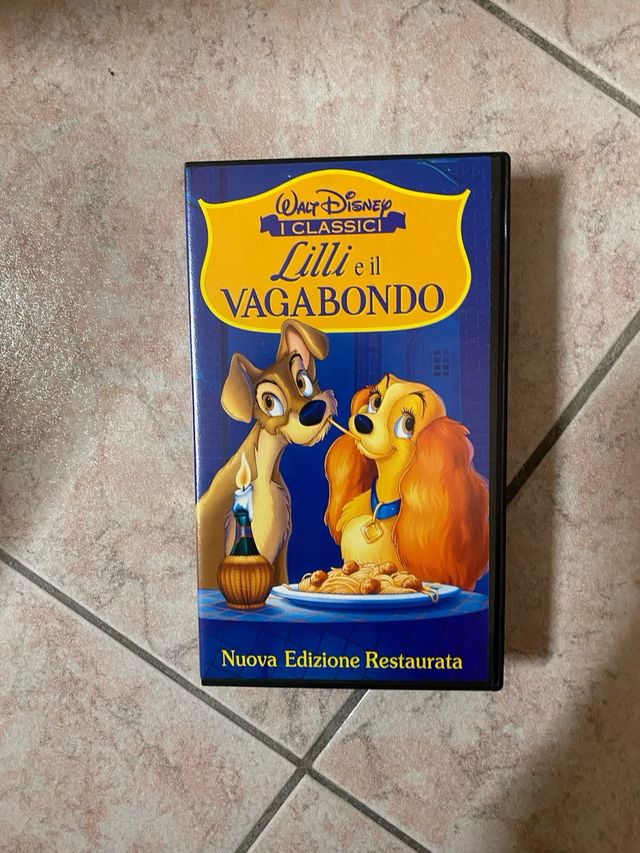 WALT DISNEY
I CLASSICI
Lilli e il
VAGABONDO
Nuova Edizione Restaurata